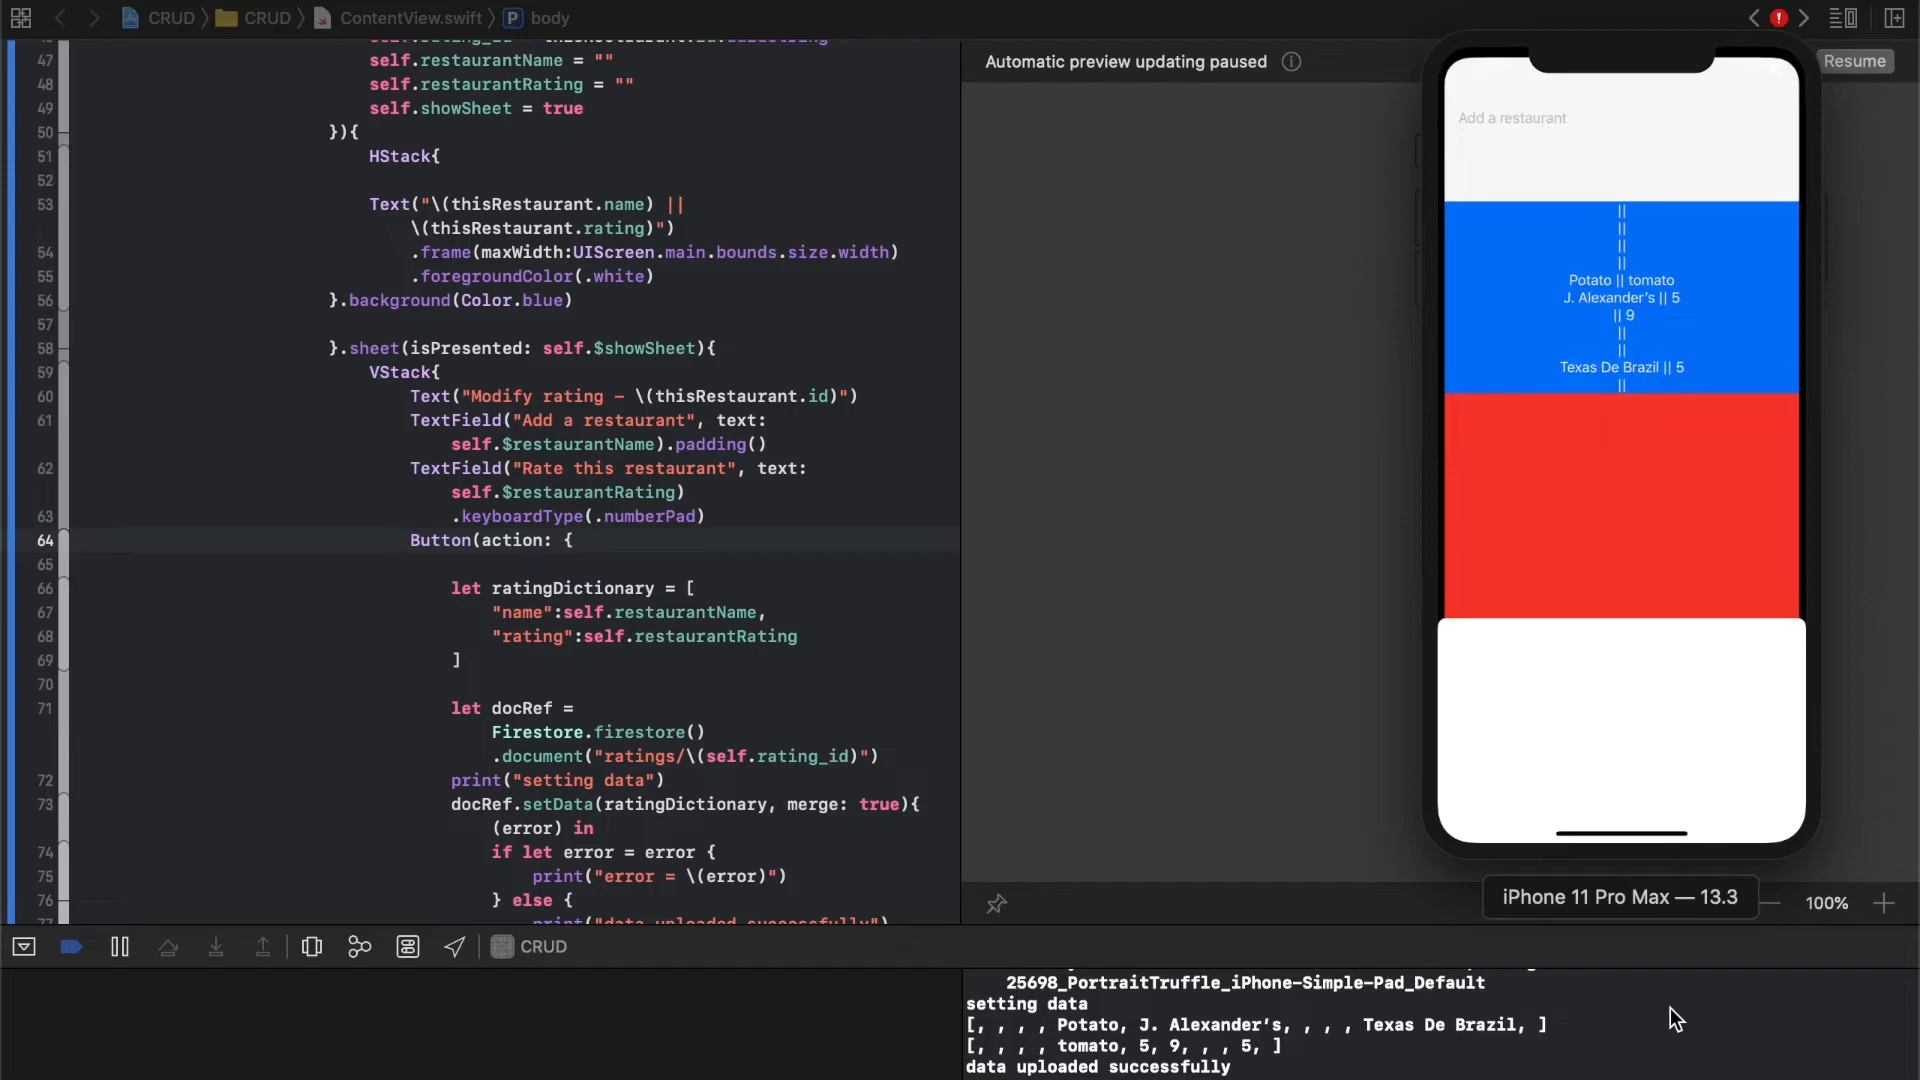 CRUD CRUD ContentView.swift P body
47 self.restaurantName = ""
48 self.restaurantRating = ""
49 self.showSheet = true
50 }){
51 HStack{
52
53 Text("\(thisRestaurant.name) ||
\(thisRestaurant.rating)")
54 .frame(maxWidth:UIScreen.main.bounds.size.width)
55 .foregroundColor(.white)
56 }.background(Color.blue)
57
58 }.sheet(isPresented: self.$showSheet){
59 VStack{
60 Text("Modify rating - \(thisRestaurant.id)")
61 TextField("Add a restaurant", text:
self.$restaurantName).padding()
62 TextField("Rate this restaurant", text:
self.$restaurantRating)
63 .keyboardType(.numberPad)
64 Button(action: {
65
66 let ratingDictionary = [
67 "name":self.restaurantName,
68 "rating":self.restaurantRating
69 ]
70
71 let docRef =
Firestore.firestore()
.document("ratings/\(self.rating_id)")
72 print("setting data")
73 docRef.setData(ratingDictionary, merge: true){
(error) in
74 if let error = error {
75 print("error = \(error)")
76 } else {
77 print("data uploaded successfully")
Automatic preview updating paused
Resume
Add a restaurant
||
||
||
||
Potato || tomato
J. Alexander's || 5
|| 9
||
||
Texas De Brazil || 5
||
iPhone 11 Pro Max — 13.3
100%
CRUD
25698_PortraitTruffle_iPhone-Simple-Pad_Default
setting data
[, , , , Potato, J. Alexander‘s, , , , Texas De Brazil, ]
[, , , , tomato, 5, 9, , , 5, ]
data uploaded successfully